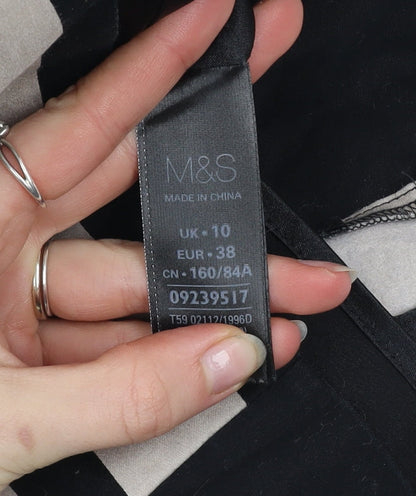 M&S
MADE IN CHINA
UK • 10
EUR • 38
CN • 160/84A
09239517
T59 02112/1996D